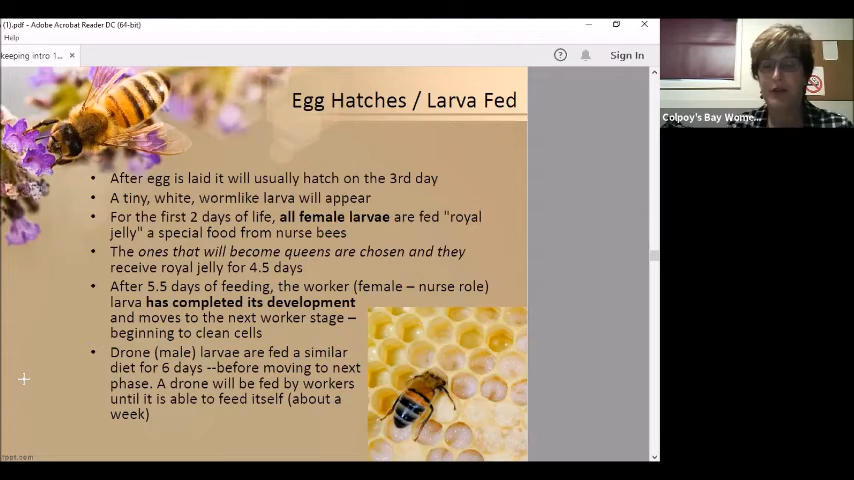 (1).pdf - Adobe Acrobat Reader DC (64-bit)
Help
keeping intro 1...
Sign In
Egg Hatches / Larva Fed
• After egg is laid it will usually hatch on the 3rd day
• A tiny, white, wormlike larva will appear
• For the first 2 days of life, all female larvae are fed "royal
jelly" a special food from nurse bees
• The ones that will become queens are chosen and they
receive royal jelly for 4.5 days
• After 5.5 days of feeding, the worker (female – nurse role)
larva has completed its development
and moves to the next worker stage –
beginning to clean cells
• Drone (male) larvae are fed a similar
diet for 6 days --before moving to next
phase. A drone will be fed by workers
until it is able to feed itself (about a
week)
fppt.com
Colpoy's Bay Wome...